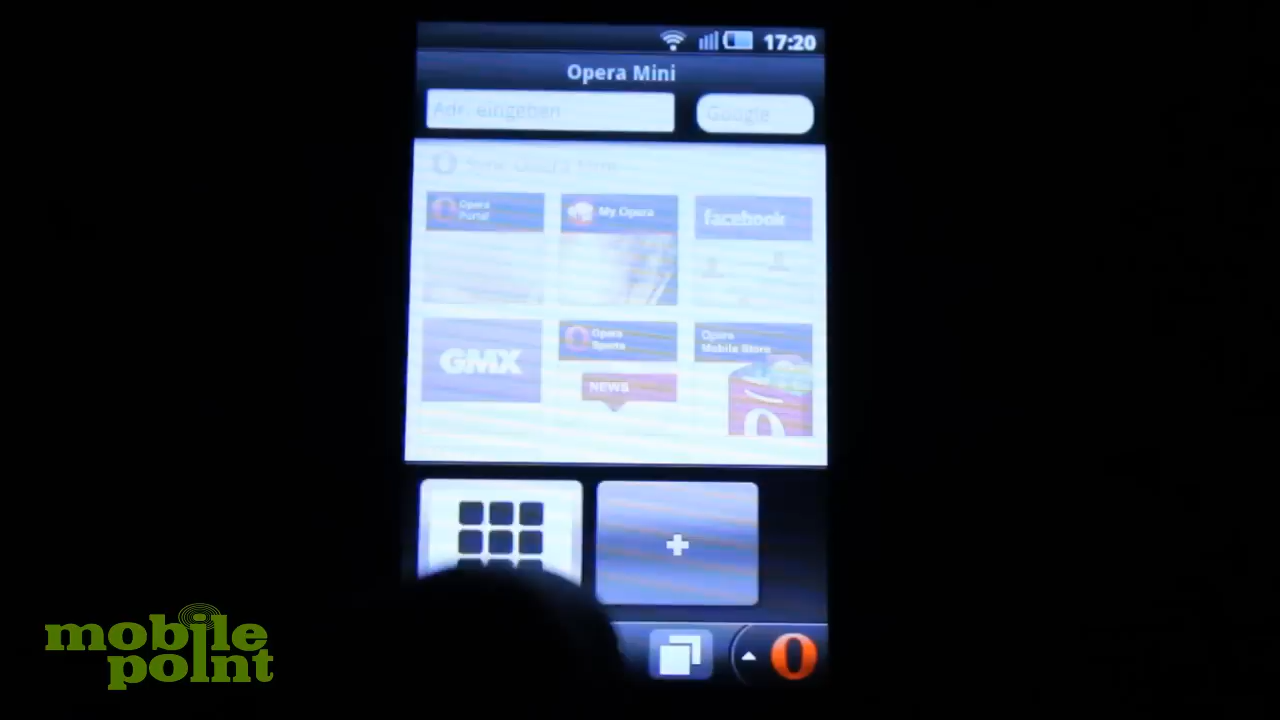 17:20
Opera Mini
Adr. eingeben
Google
Opera
Portal
My Opera
facebook
GMX
Opera
Sports
NEWS
Opera
Mobile Store
mobile
point